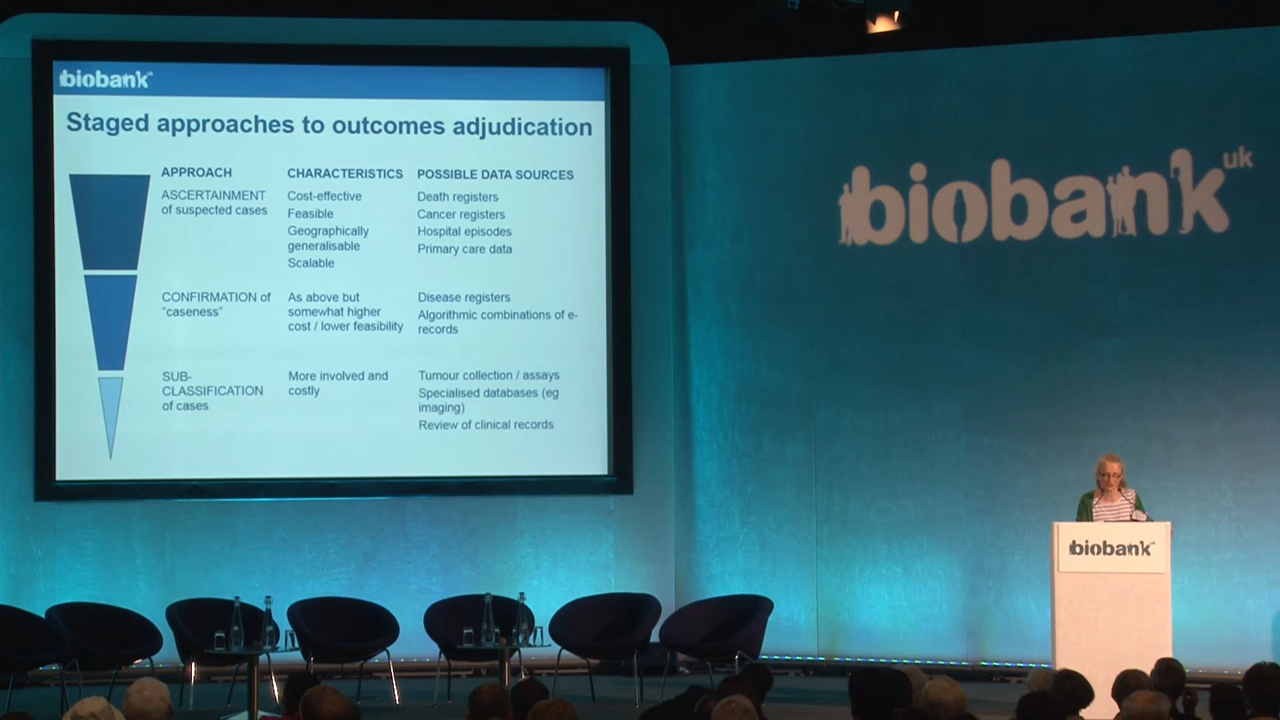 biobank uk
Staged approaches to outcomes adjudication
APPROACH
CHARACTERISTICS
POSSIBLE DATA SOURCES
ASCERTAINMENT
of suspected cases
Cost-effective
Feasible
Geographically
generalisable
Scalable
Death registers
Cancer registers
Hospital episodes
Primary care data
CONFIRMATION of
"caseness"
As above but
somewhat higher
cost / lower feasibility
Disease registers
Algorithmic combinations of e-
records
SUB-
CLASSIFICATION
of cases
More involved and
costly
Tumour collection / assays
Specialised databases (eg
imaging)
Review of clinical records
biobank uk
biobank uk